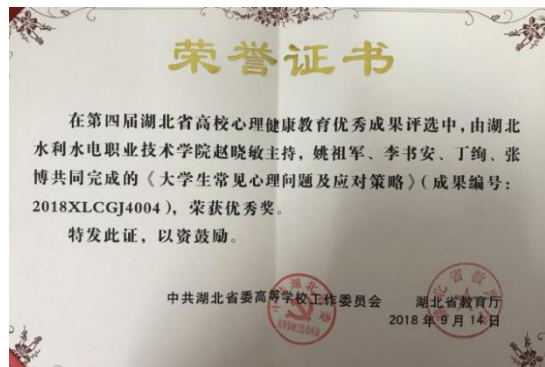 荣誉证书
在第四届湖北省高校心理健康教育优秀成果评选中,由湖北
水利水电职业技术学院赵晓敏主持,姚祖军、李书安、丁绚、张
博共同完成的《大学生常见心理问题及应对策略》(成果编号:
2018XLCGJ4004),荣获优秀奖。
特发此证,以资鼓励。
中共湖北省委高等学校工作委员会 湖北省教育厅
2018年9月14日